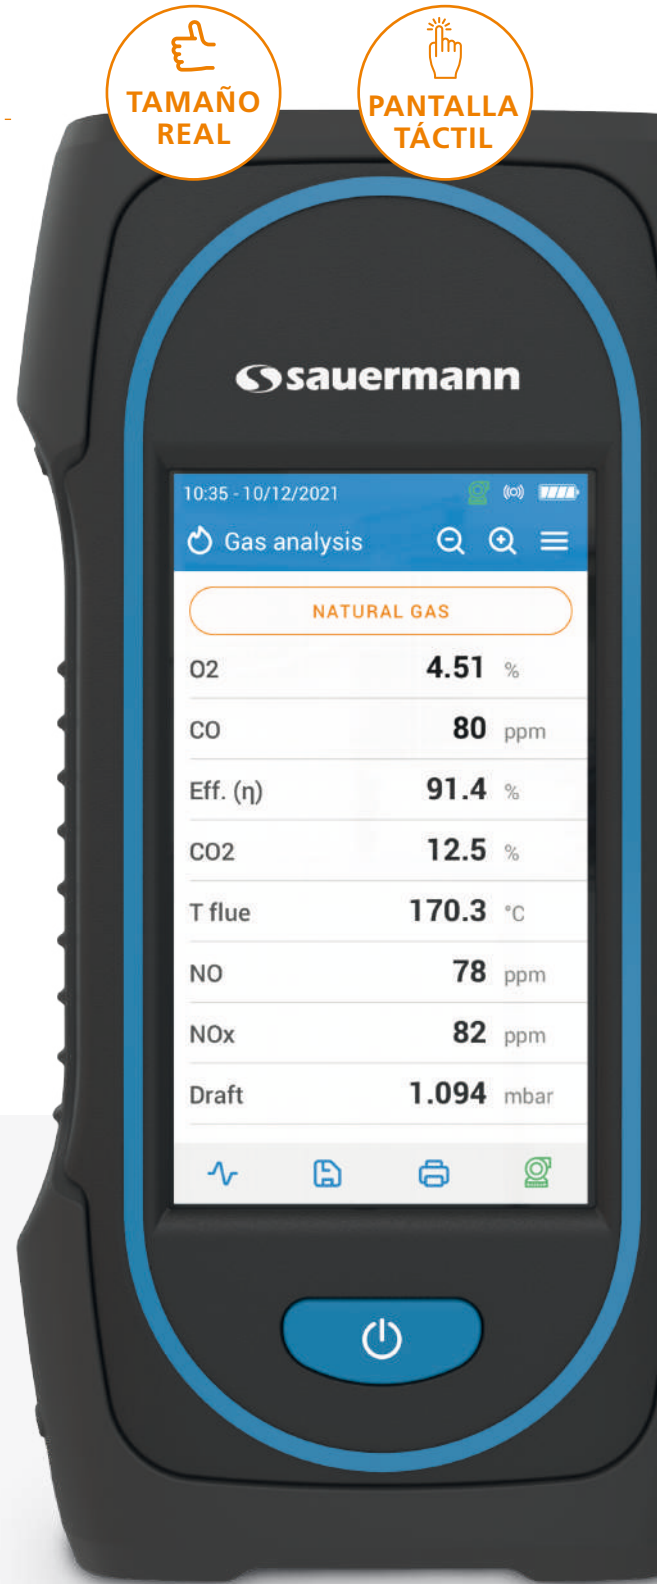 TAMAÑO
REAL
PANTALLA
TÁCTIL
sauermann
10:35 - 10/12/2021
Gas analysis
NATURAL GAS
O2 4.51 %
CO 80 ppm
Eff. (η) 91.4 %
CO2 12.5 %
T flue 170.3 °C
NO 78 ppm
NOx 82 ppm
Draft 1.094 mbar